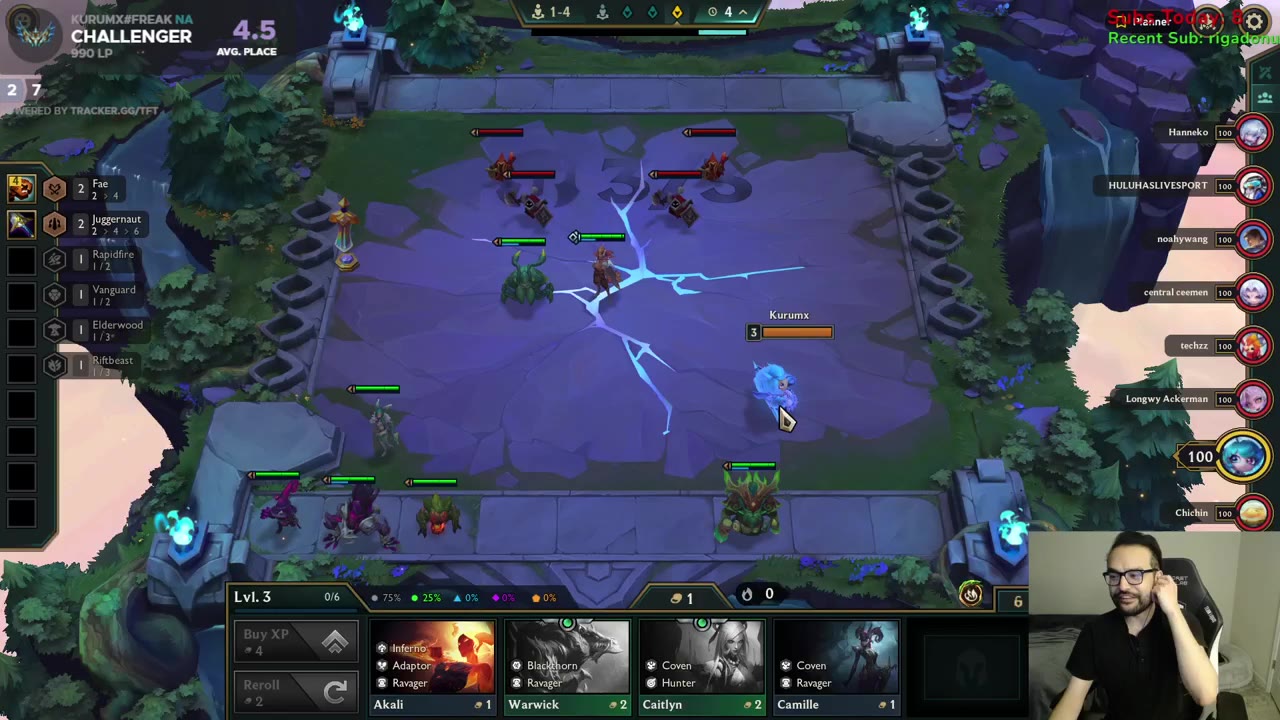 KURUMX#FREAK NA
CHALLENGER
990 LP
4.5
AVG. PLACE
2 7
POWERED BY TRACKER.GG/TFT
1-4
4
Subs Today: 8
Planner
Recent Sub: rigadonu
2 Fae
2 > 4
2 Juggernaut
2 > 4 > 6
1 Rapidfire
1 / 2
1 Vanguard
1 / 2
1 Elderwood
1 / 3
1 Riftbeast
1 / 3
Hanneko 100
HULUHASLIVESPORT 100
noahywang 100
central ceemen 100
techzz 100
Longwy Ackerman 100
100
Chichin 100
Kurumx
3
Lvl. 3 0/6
75% 25% 0% 0% 0%
1
0
6
Buy XP
4
Reroll
2
Inferno
Adaptor
Ravager
Akali 1
Blackthorn
Ravager
Warwick 2
Coven
Hunter
Caitlyn 2
Coven
Ravager
Camille 1